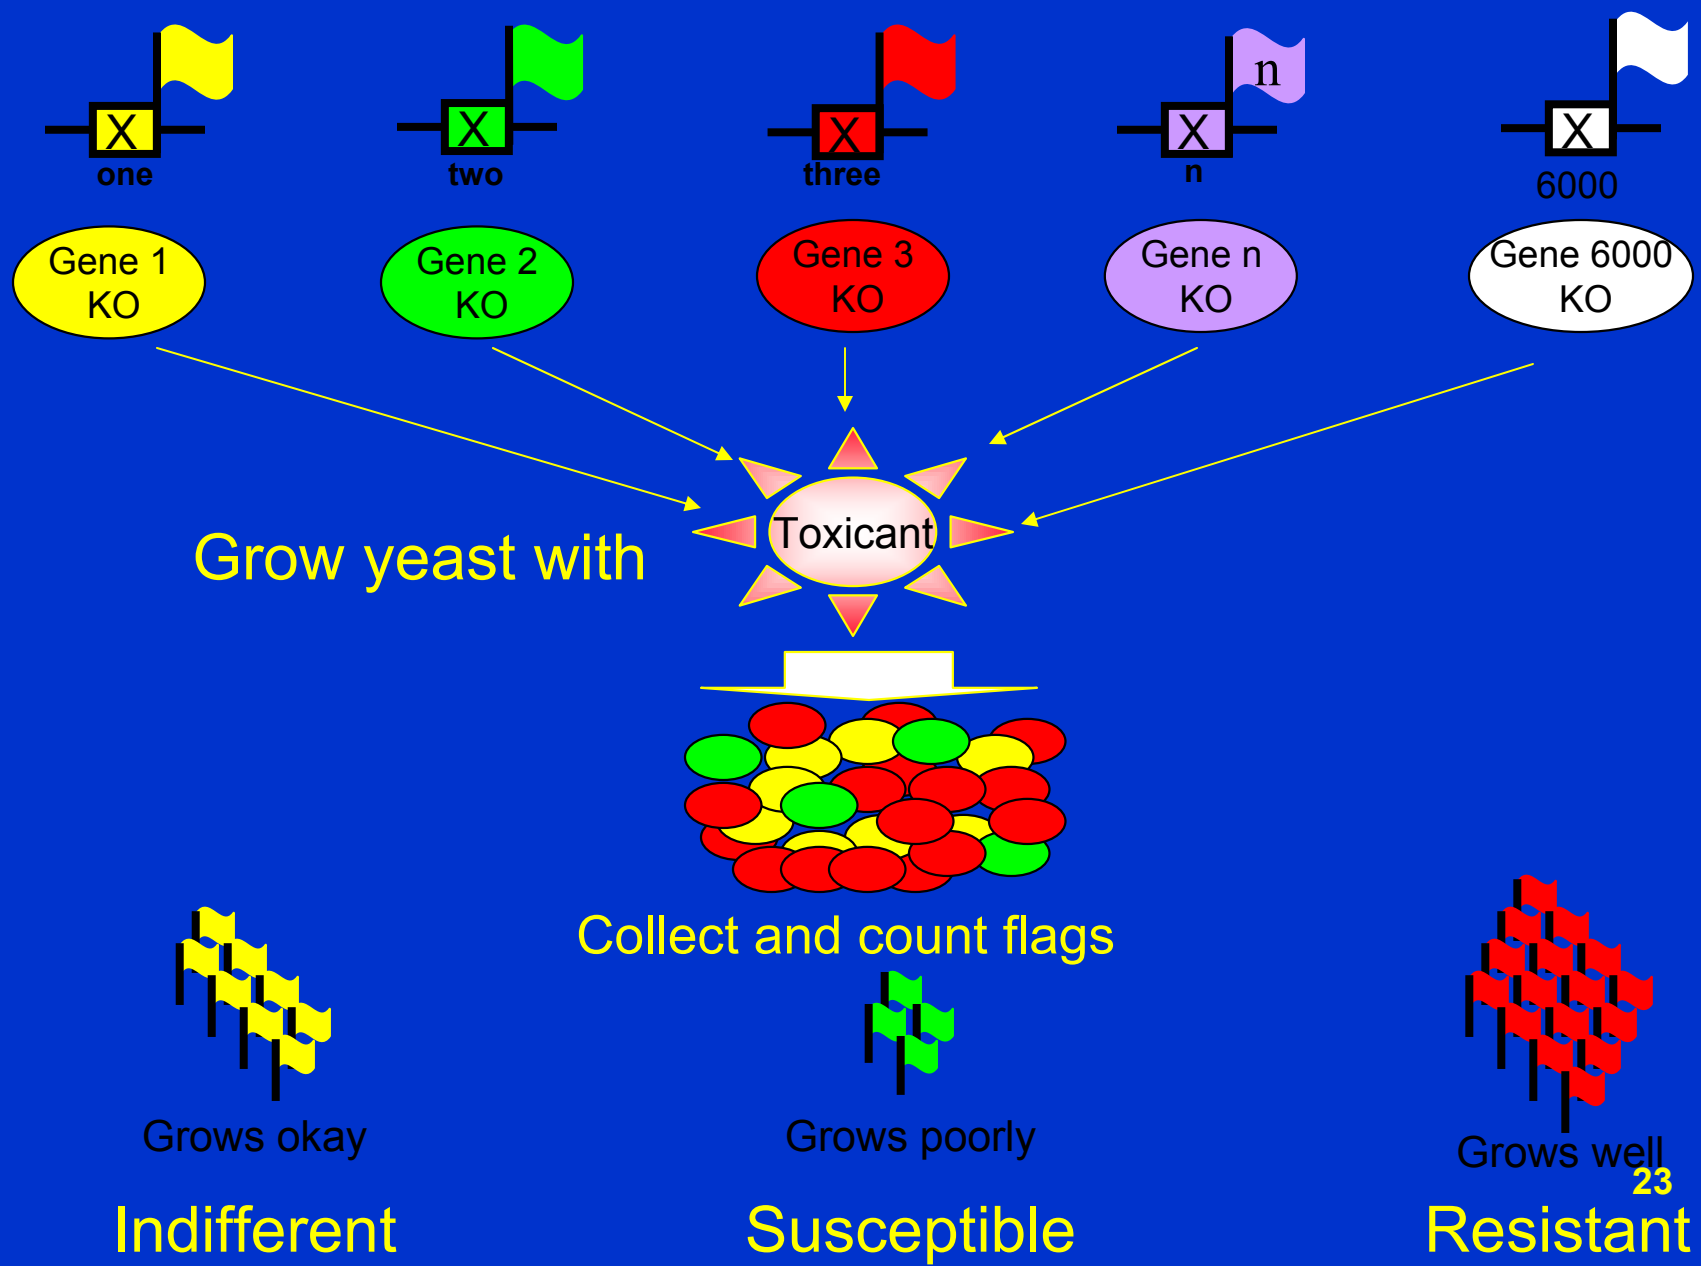 X
X
X
X
X
n
one
two
three
n
6000
Gene 1
KO
Gene 2
KO
Gene 3
KO
Gene n
KO
Gene 6000
KO
Toxicant
Grow yeast with
Collect and count flags
Grows okay
Grows poorly
Grows well
23
Indifferent
Susceptible
Resistant